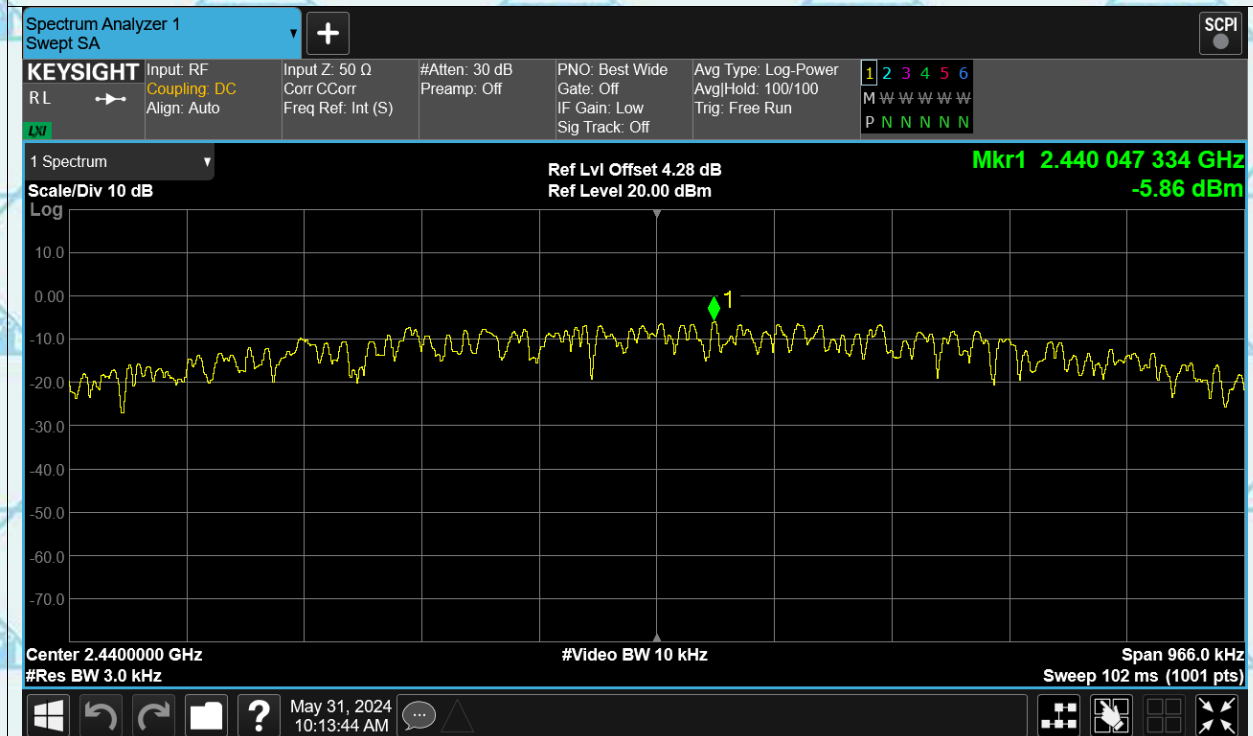 Spectrum Analyzer 1
Swept SA
+
SCPI
KEYSIGHT
R L
LXI
Input: RF
Coupling: DC
Align: Auto
Input Z: 50 Ω
Corr CCorr
Freq Ref: Int (S)
#Atten: 30 dB
Preamp: Off
PNO: Best Wide
Gate: Off
IF Gain: Low
Sig Track: Off
Avg Type: Log-Power
Avg|Hold: 100/100
Trig: Free Run
1 2 3 4 5 6
M W W W W W
P N N N N N
1 Spectrum
Scale/Div 10 dB
Log
Ref Lvl Offset 4.28 dB
Ref Level 20.00 dBm
Mkr1 2.440 047 334 GHz
-5.86 dBm
1
10.0
0.00
-10.0
-20.0
-30.0
-40.0
-50.0
-60.0
-70.0
Center 2.4400000 GHz
#Res BW 3.0 kHz
#Video BW 10 kHz
Span 966.0 kHz
Sweep 102 ms (1001 pts)
?
May 31, 2024
10:13:44 AM